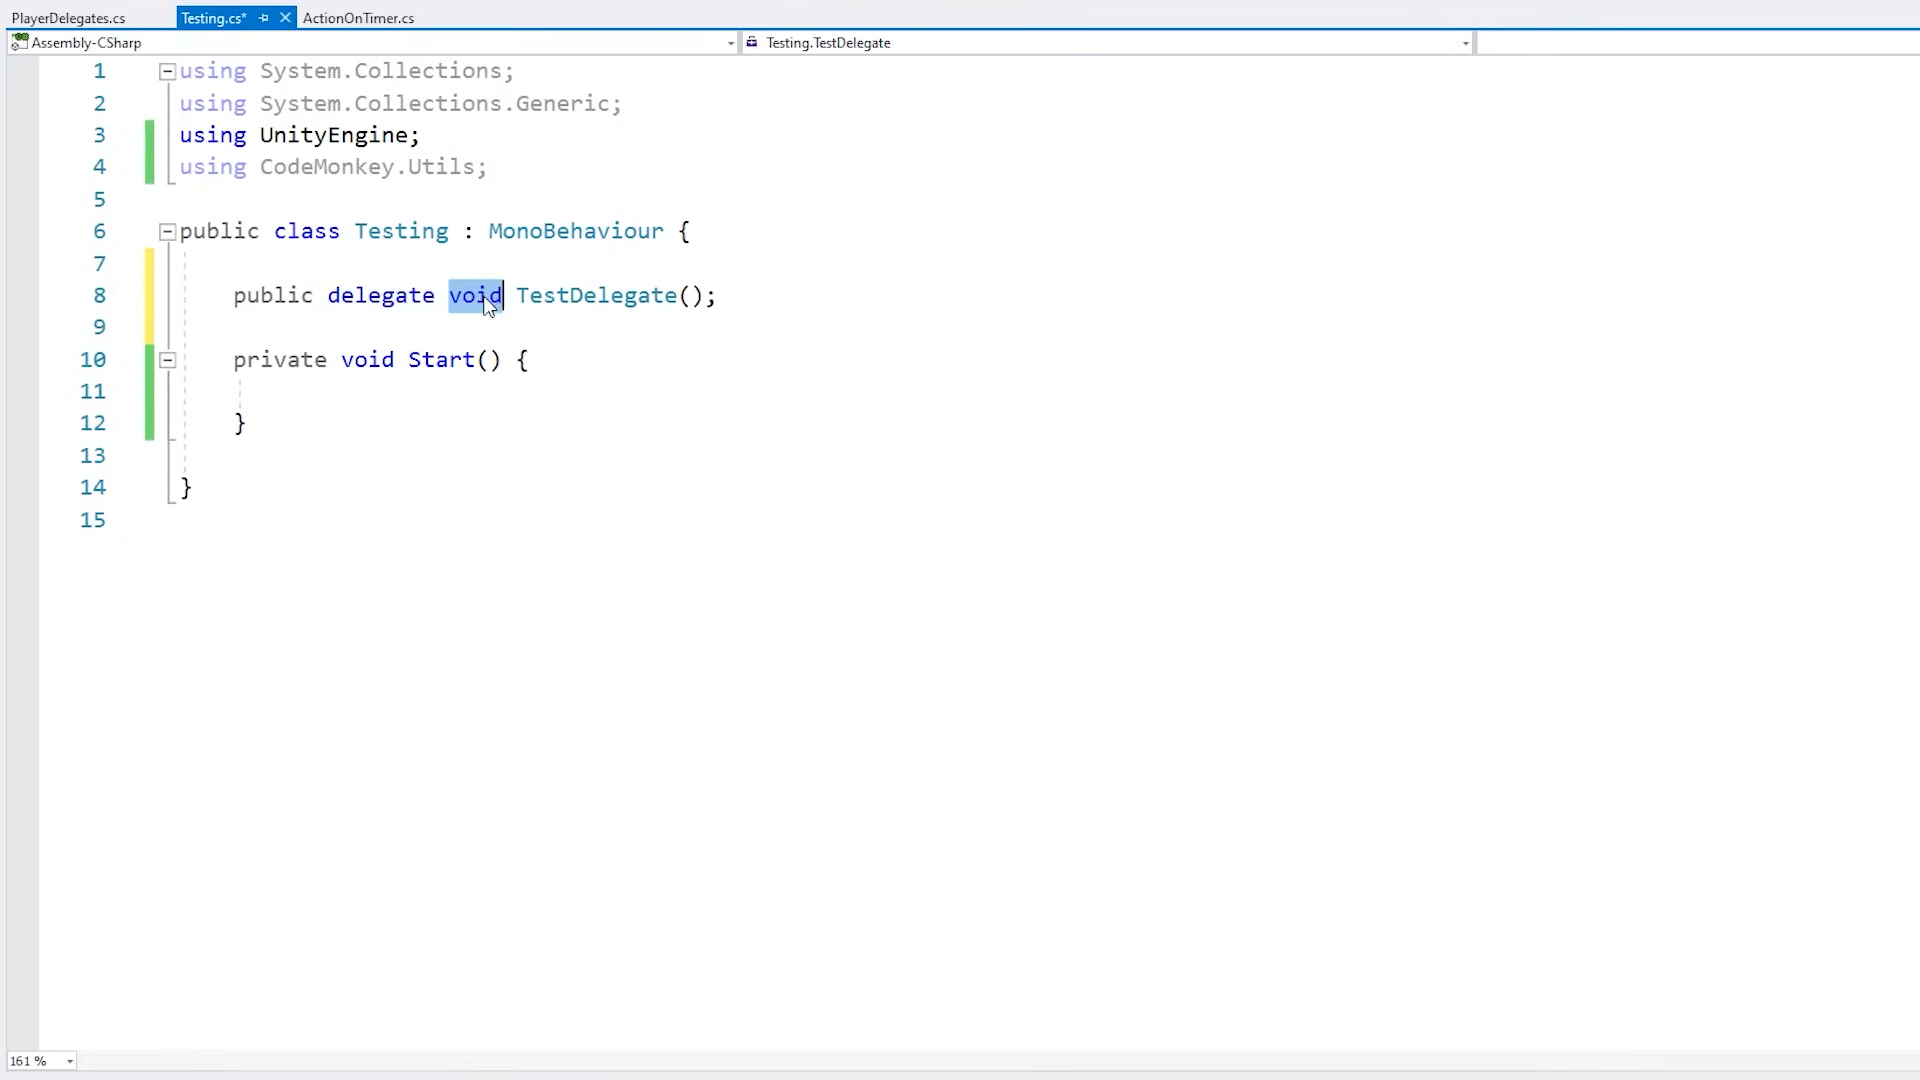 PlayerDelegates.cs Testing.cs* ActionOnTimer.cs
Assembly-CSharp Testing.TestDelegate
1 using System.Collections;
2 using System.Collections.Generic;
3 using UnityEngine;
4 using CodeMonkey.Utils;
5
6 public class Testing : MonoBehaviour {
7
8 public delegate void TestDelegate();
9
10 private void Start() {
11
12 }
13
14 }
15
161 %